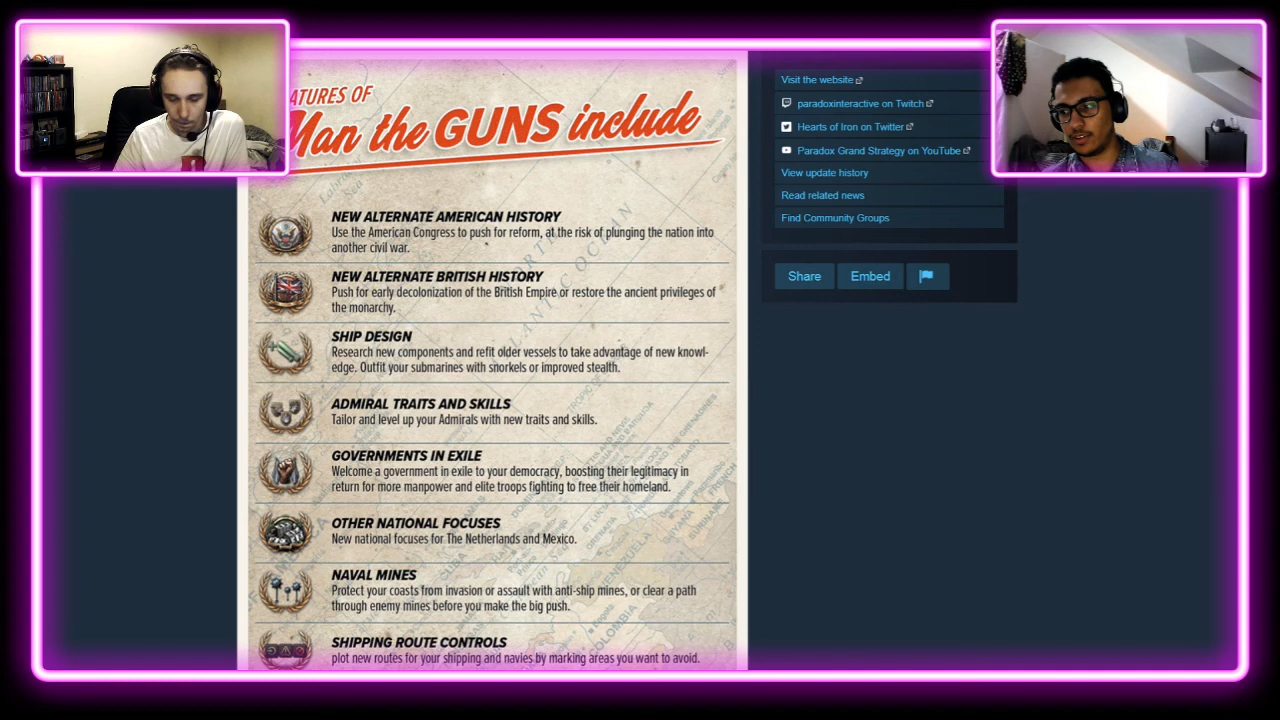 ATURES OF
Man the GUNS include
NEW ALTERNATE AMERICAN HISTORY
Use the American Congress to push for reform, at the risk of plunging the nation into
another civil war.
NEW ALTERNATE BRITISH HISTORY
Push for early decolonization of the British Empire or restore the ancient privileges of
the monarchy.
SHIP DESIGN
Research new components and refit older vessels to take advantage of new knowl-
edge. Outfit your submarines with snorkels or improved stealth.
ADMIRAL TRAITS AND SKILLS
Tailor and level up your Admirals with new traits and skills.
GOVERNMENTS IN EXILE
Welcome a government in exile to your democracy, boosting their legitimacy in
return for more manpower and elite troops fighting to free their homeland.
OTHER NATIONAL FOCUSES
New national focuses for The Netherlands and Mexico.
NAVAL MINES
Protect your coasts from invasion or assault with anti-ship mines, or clear a path
through enemy mines before you make the big push.
SHIPPING ROUTE CONTROLS
plot new routes for your shipping and navies by marking areas you want to avoid.
Visit the website
paradoxinteractive on Twitch
Hearts of Iron on Twitter
Paradox Grand Strategy on YouTube
View update history
Read related news
Find Community Groups
Share
Embed
VENEZUELA
COLOMBIA